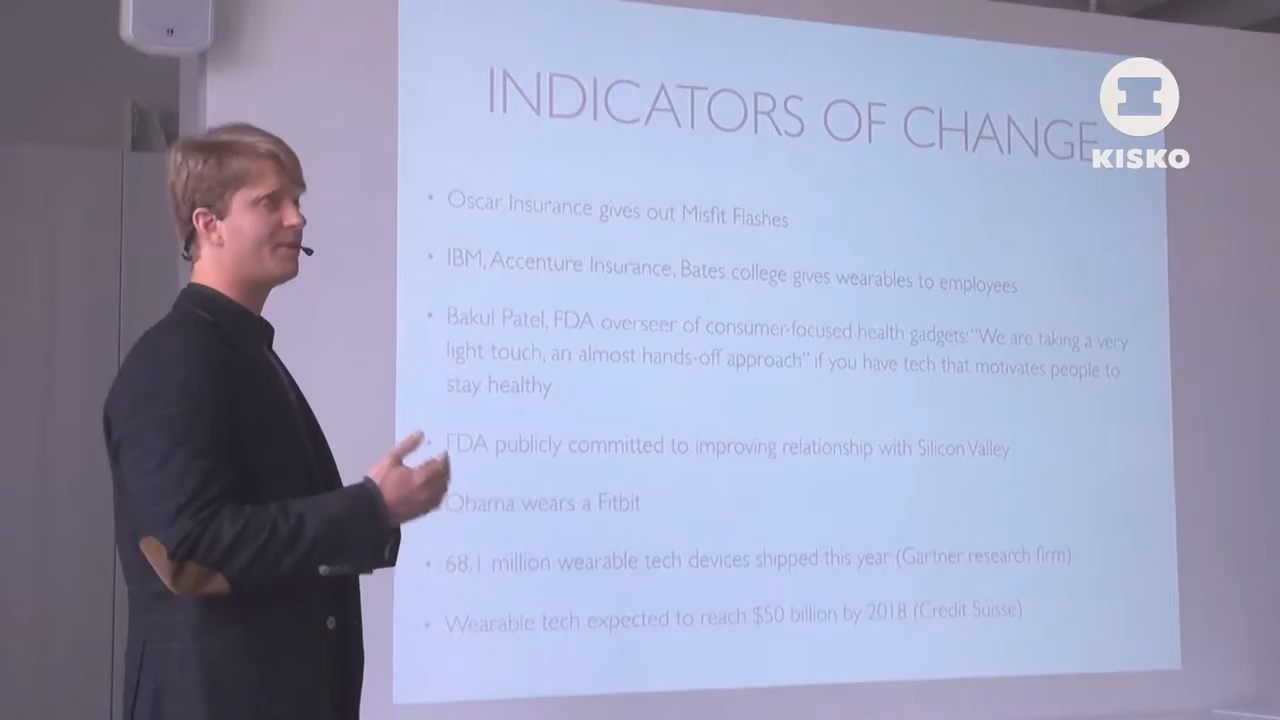 INDICATORS OF CHANGE
KISKO
• Oscar Insurance gives out Misfit Flashes
• IBM, Accenture Insurance, Bates college gives wearables to employees
• Bakul Patel, FDA overseer of consumer-focused health gadgets: "We are taking a very
light touch, an almost hands-off approach" if you have tech that motivates people to
stay healthy
• FDA publicly committed to improving relationship with Silicon Valley
Obama wears a Fitbit
• 68.1 million wearable tech devices shipped this year (Gartner research firm)
• Wearable tech expected to reach $50 billion by 2018 (Credit Suisse)